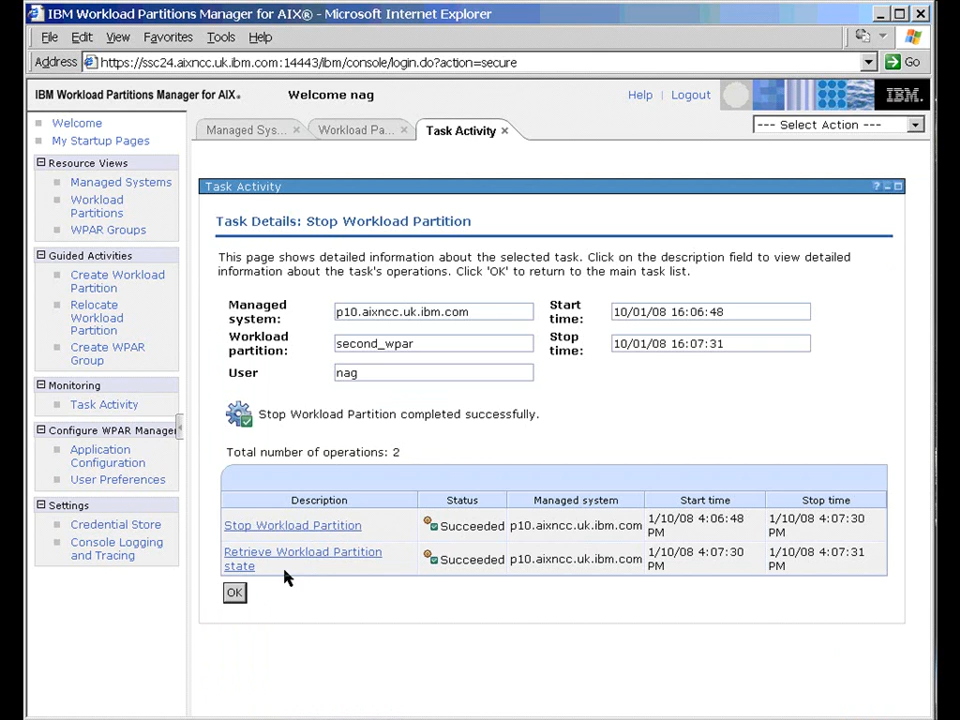 IBM Workload Partitions Manager for AIX® - Microsoft Internet Explorer
File Edit View Favorites Tools Help
Address https://ssc24.aixncc.uk.ibm.com:14443/ibm/console/login.do?action=secure Go
IBM Workload Partitions Manager for AIX® Welcome nag Help Logout IBM.
Welcome
My Startup Pages
Resource Views
Managed Systems
Workload
Partitions
WPAR Groups
Guided Activities
Create Workload
Partition
Relocate
Workload
Partition
Create WPAR
Group
Monitoring
Task Activity
Configure WPAR Manager
Application
Configuration
User Preferences
Settings
Credential Store
Console Logging
and Tracing
Managed Sys... Workload Pa... Task Activity --- Select Action ---
Task Activity
Task Details: Stop Workload Partition
This page shows detailed information about the selected task. Click on the description field to view detailed
information about the task's operations. Click 'OK' to return to the main task list.
Managed
system: p10.aixncc.uk.ibm.com
Start
time: 10/01/08 16:06:48
Workload
partition: second_wpar
Stop
time: 10/01/08 16:07:31
User nag
Stop Workload Partition completed successfully.
Total number of operations: 2
Description Status Managed system Start time Stop time
Stop Workload Partition Succeeded p10.aixncc.uk.ibm.com 1/10/08 4:06:48 PM 1/10/08 4:07:30 PM
Retrieve Workload Partition state Succeeded p10.aixncc.uk.ibm.com 1/10/08 4:07:30 PM 1/10/08 4:07:31 PM
OK